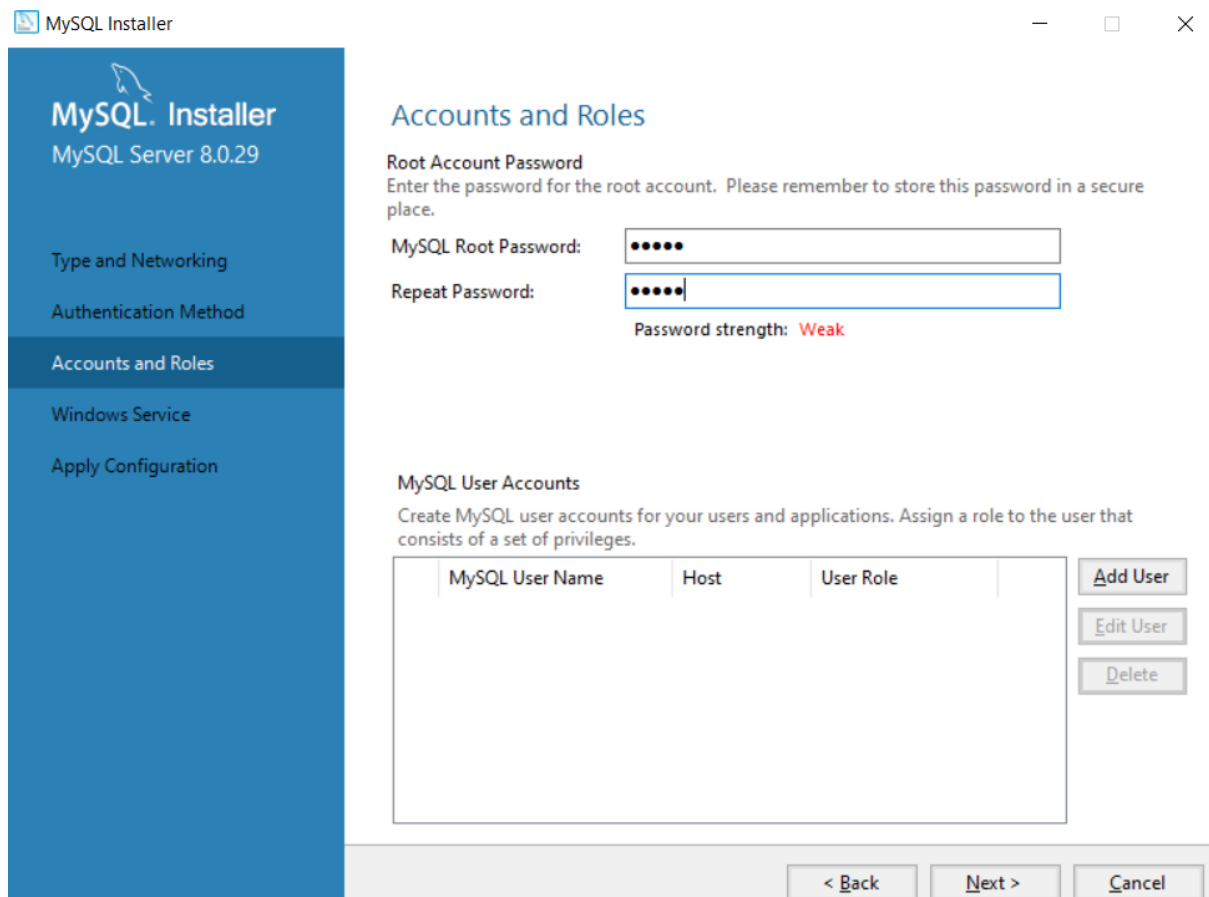 MySQL Installer
MySQL. Installer
MySQL Server 8.0.29
Type and Networking
Authentication Method
Accounts and Roles
Windows Service
Apply Configuration
Accounts and Roles
Root Account Password
Enter the password for the root account. Please remember to store this password in a secure
place.
MySQL Root Password: •••••
Repeat Password: •••••
Password strength: Weak
MySQL User Accounts
Create MySQL user accounts for your users and applications. Assign a role to the user that
consists of a set of privileges.
MySQL User Name Host User Role
Add User
Edit User
Delete
< Back Next > Cancel